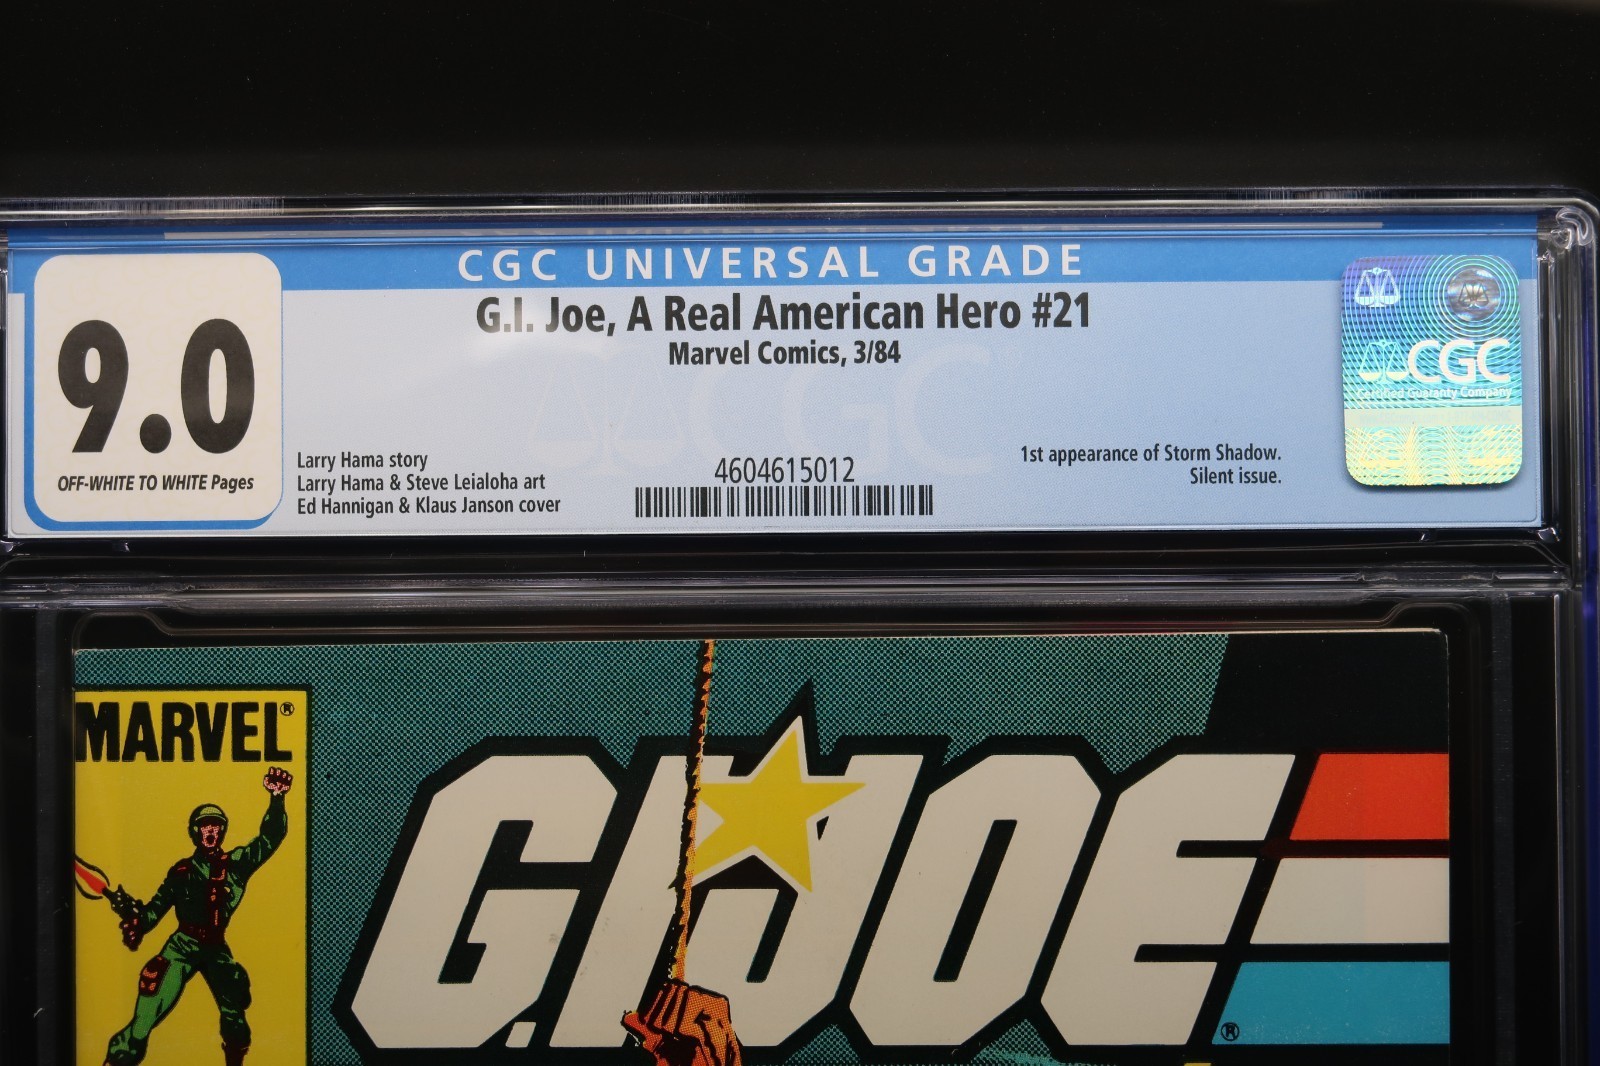 CGC UNIVERSAL GRADE
G.I. Joe, A Real American Hero #21
Marvel Comics, 3/84
9.0
OFF-WHITE TO WHITE Pages
Larry Hama story
Larry Hama & Steve Leialoha art
Ed Hannigan & Klaus Janson cover
4604615012
1st appearance of Storm Shadow.
Silent issue.
CGC
Certified Guaranty Company
CGC
MARVEL®
G.I. JOE
®